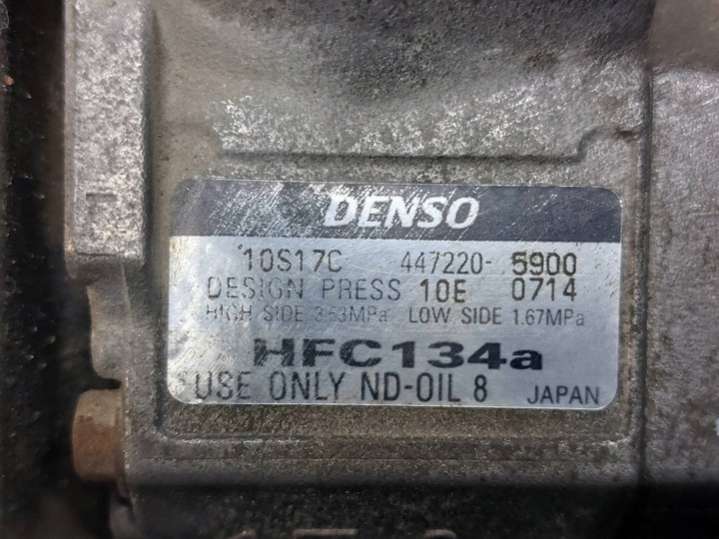 DENSO
10S17C 447220-5900
DESIGN PRESS 10E 0714
HIGH SIDE 3.53MPa LOW SIDE 1.67MPa
HFC134a
USE ONLY ND-OIL 8 JAPAN